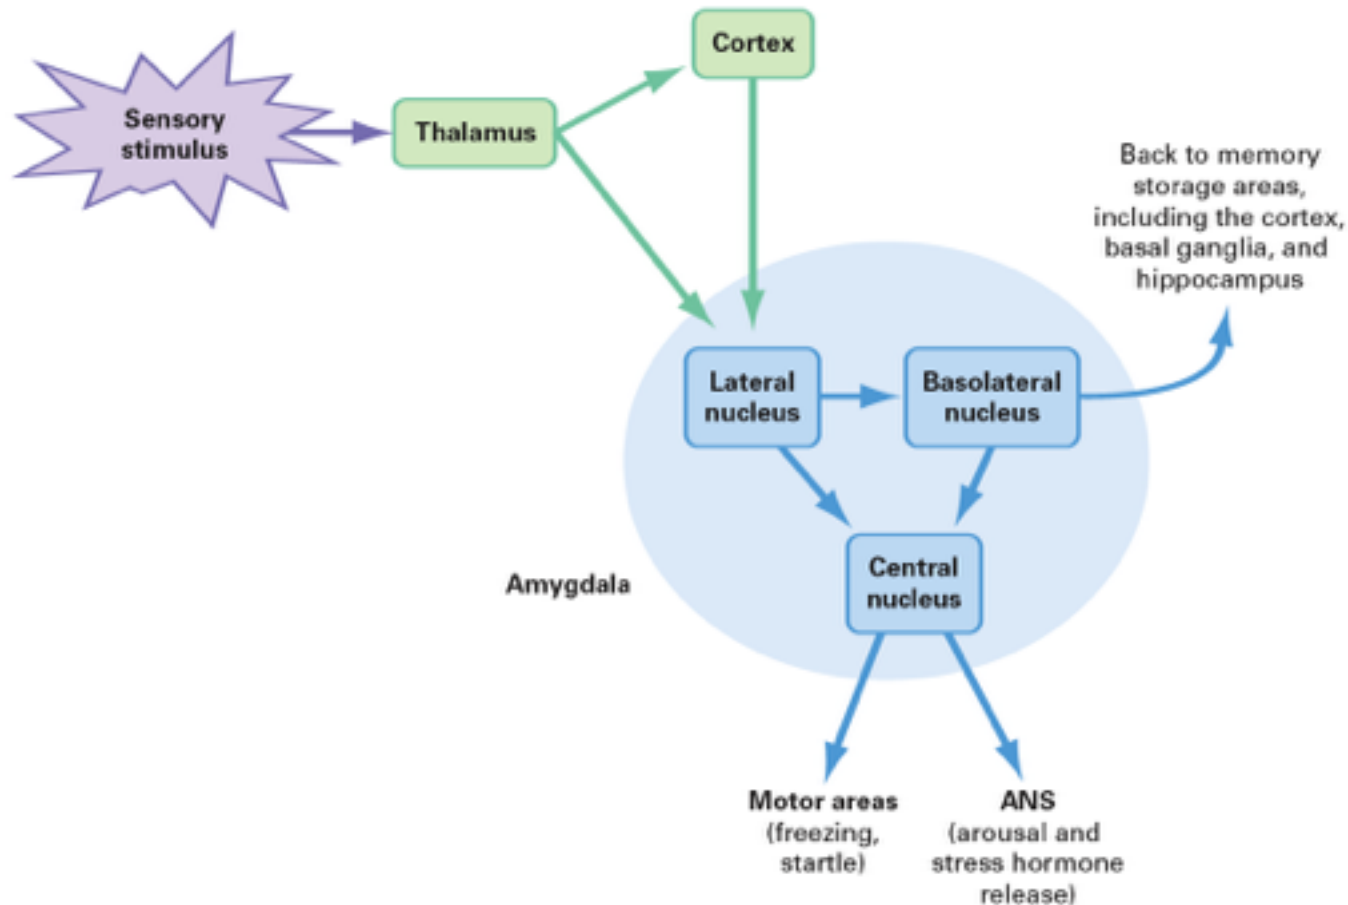 Cortex
Sensory
stimulus
Thalamus
Back to memory
storage areas,
including the cortex,
basal ganglia, and
hippocampus
Lateral
nucleus
Basolateral
nucleus
Central
nucleus
Amygdala
Motor areas
(freezing,
startle)
ANS
(arousal and
stress hormone
release)